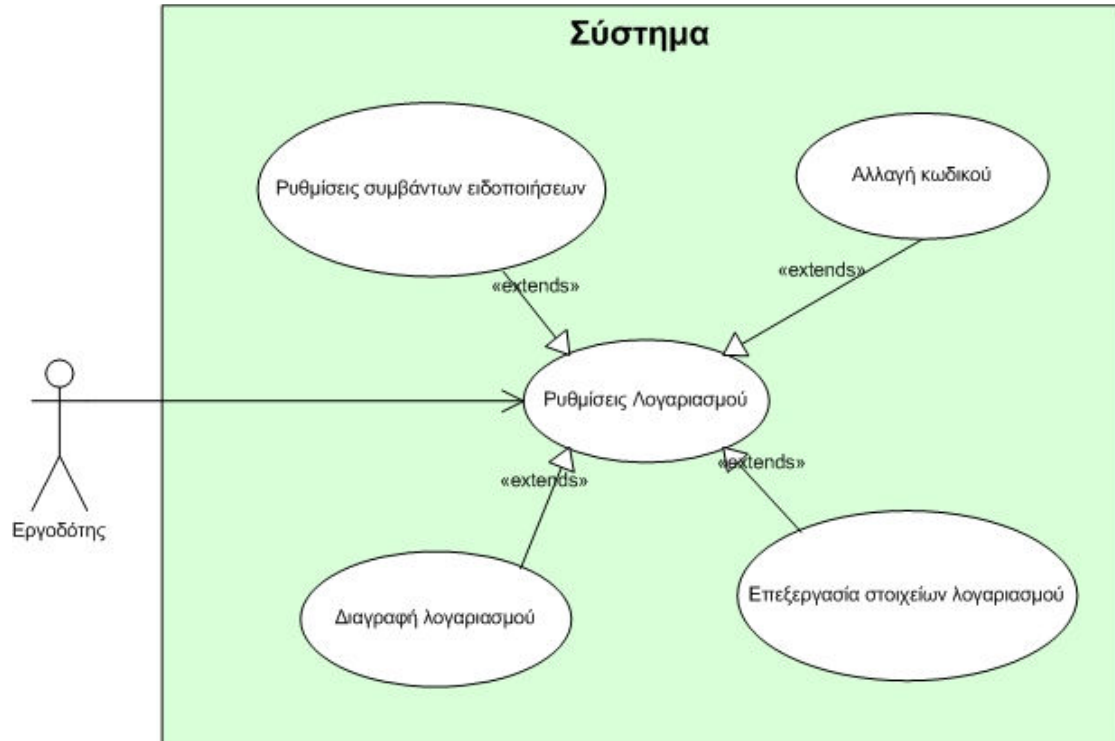 Σύστημα
Ρυθμίσεις συμβάντων ειδοποιήσεων
Αλλαγή κωδικού
«extends»
«extends»
Ρυθμίσεις Λογαριασμού
«extends»
«extends»
Εργοδότης
Διαγραφή λογαριασμού
Επεξεργασία στοιχείων λογαριασμού